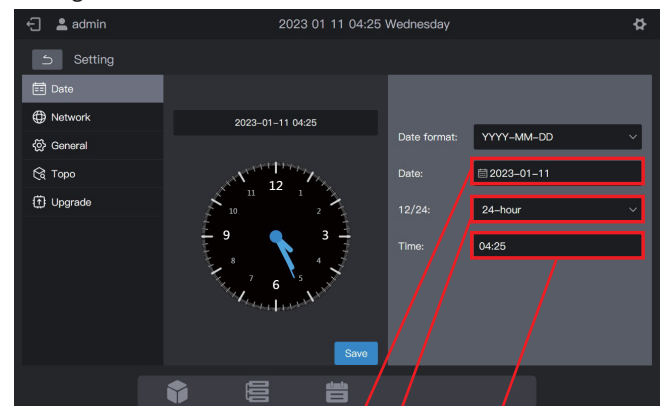 admin
2023 01 11 04:25 Wednesday
Setting
Date
Network
General
Topo
Upgrade
2023-01-11 04:25
12
1
2
3
4
5
6
7
8
9
10
11
Save
Date format: YYYY-MM-DD
Date: 2023-01-11
12/24: 24-hour
Time: 04:25